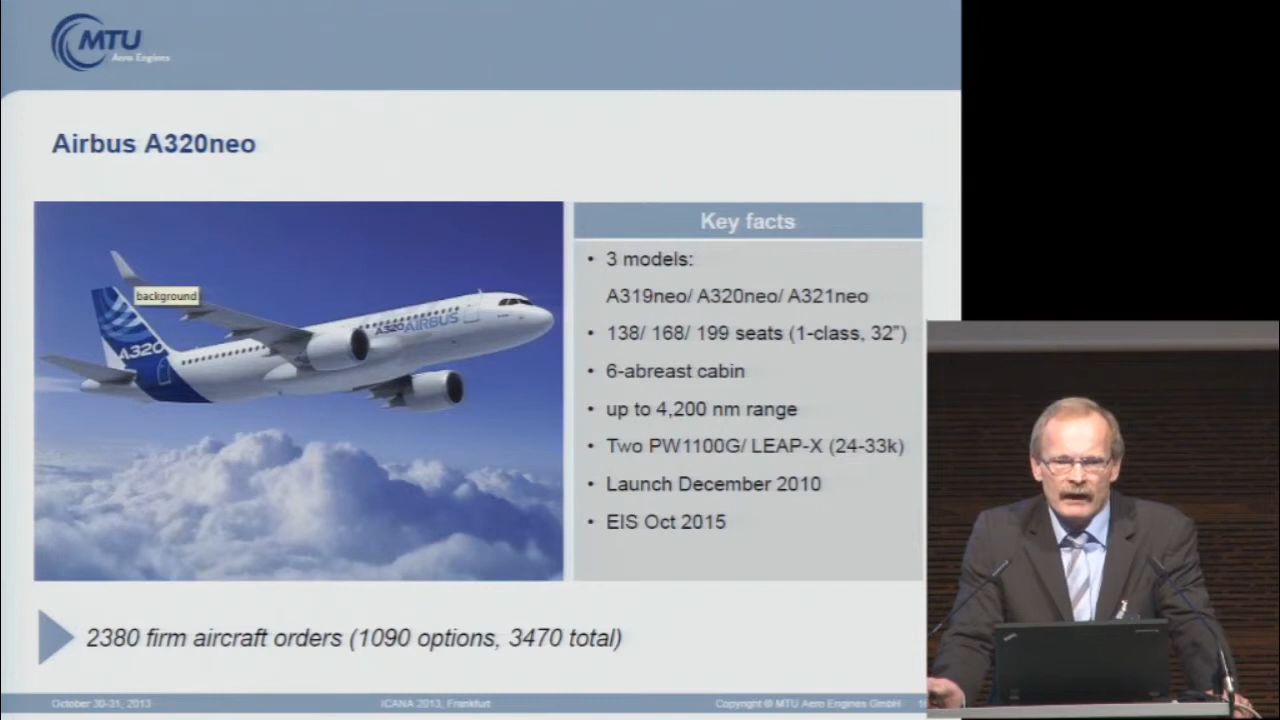 MTU
Aero Engines
Airbus A320neo
background
A320
A320 AIRBUS
Key facts
• 3 models:
A319neo/ A320neo/ A321neo
• 138/ 168/ 199 seats (1-class, 32”)
• 6-abreast cabin
• up to 4,200 nm range
• Two PW1100G/ LEAP-X (24-33k)
• Launch December 2010
• EIS Oct 2015
2380 firm aircraft orders (1090 options, 3470 total)
October 30-31, 2013
ICANA 2013, Frankfurt
Copyright © MTU Aero Engines GmbH